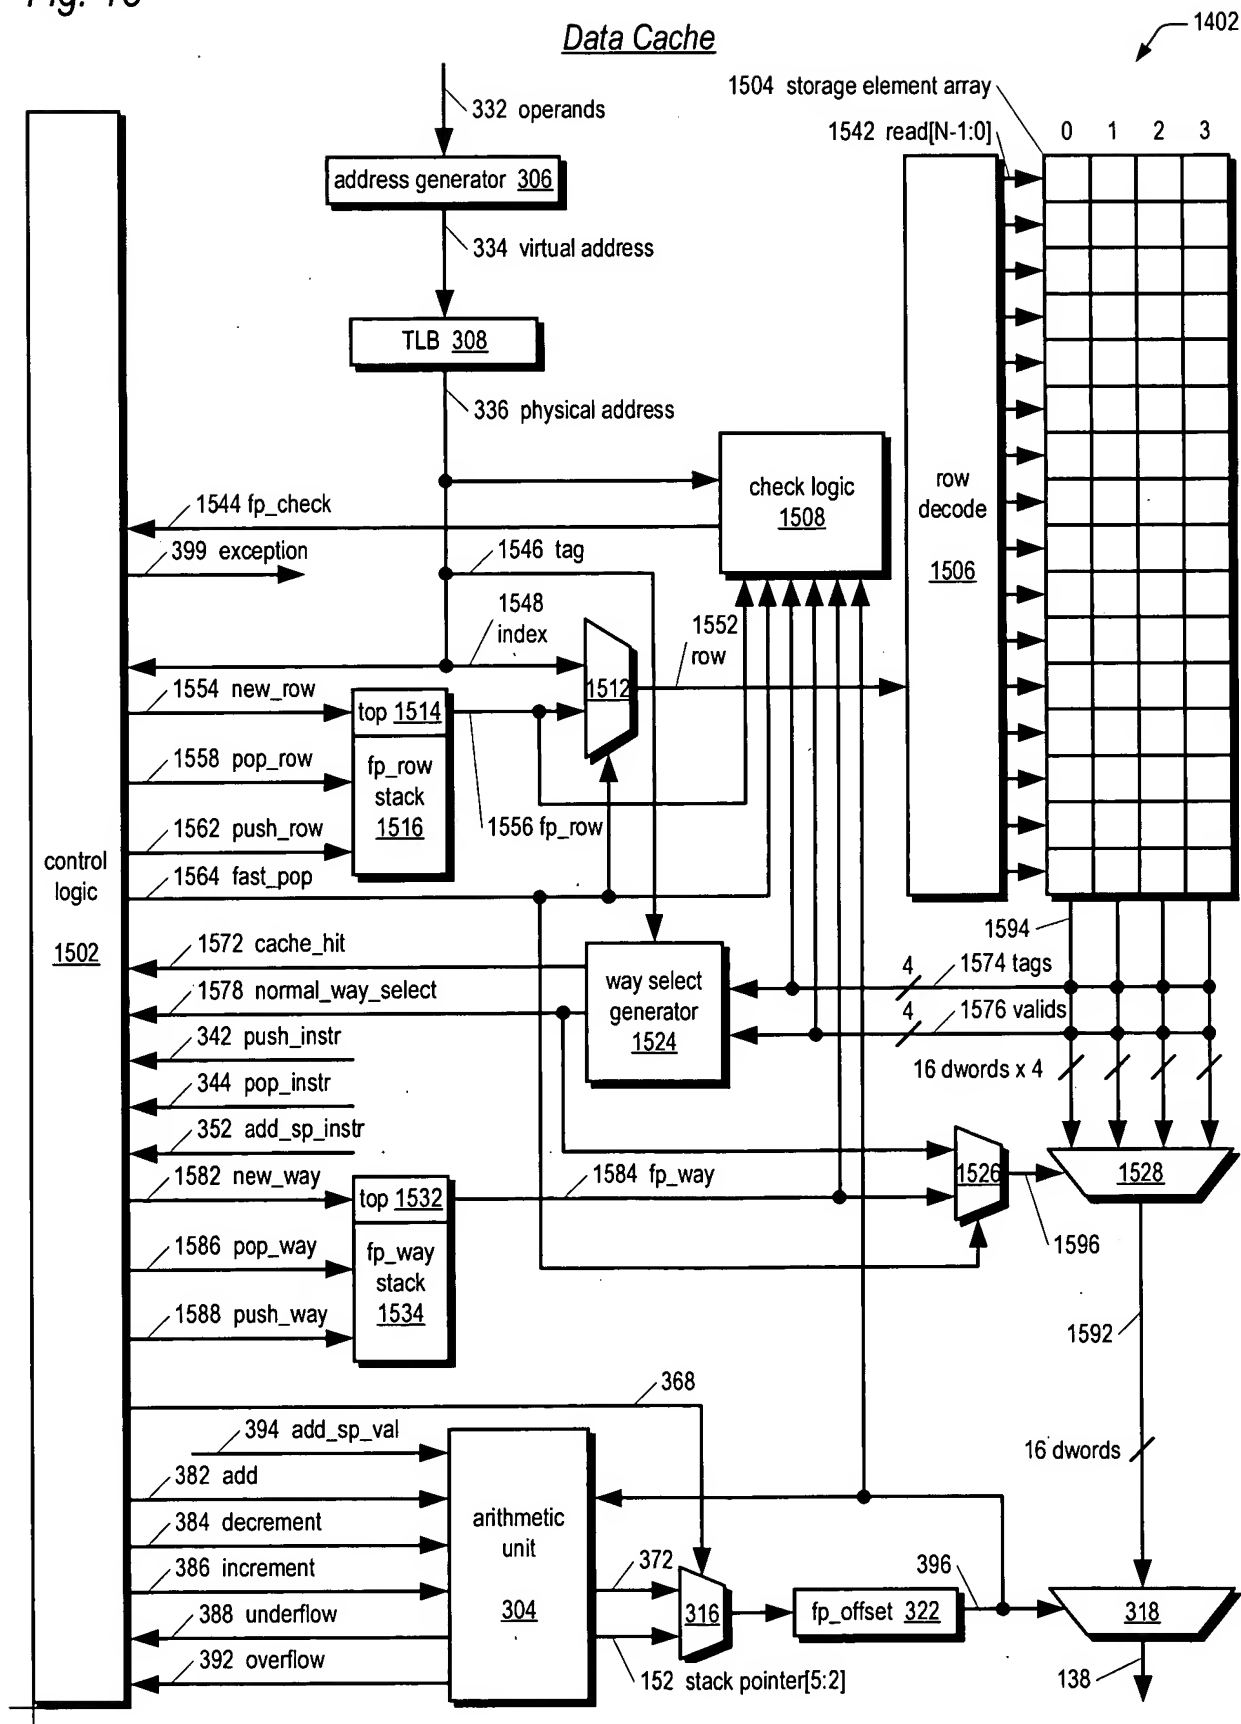 Data Cache
1402
1504 storage element array
332 operands
1542 read[N-1:0]
0 1 2 3
address generator 306
334 virtual address
TLB 308
336 physical address
check logic
1508
row
decode
1506
1544 fp_check
399 exception
1546 tag
1548
index
1552
row
1512
1554 new_row
top 1514
1558 pop_row
fp_row
stack
1516
1556 fp_row
1562 push_row
1564 fast_pop
control
logic
1502
1594
1572 cache_hit
way select
generator
1524
4
1574 tags
1578 normal_way_select
4
1576 valids
342 push_instr
344 pop_instr
16 dwords x 4
352 add_sp_instr
1582 new_way
top 1532
1584 fp_way
1526
1528
1586 pop_way
fp_way
stack
1534
1596
1588 push_way
1592
368
394 add_sp_val
16 dwords
382 add
arithmetic
unit
304
384 decrement
386 increment
372
396
388 underflow
316
fp_offset 322
318
392 overflow
152 stack pointer[5:2]
138